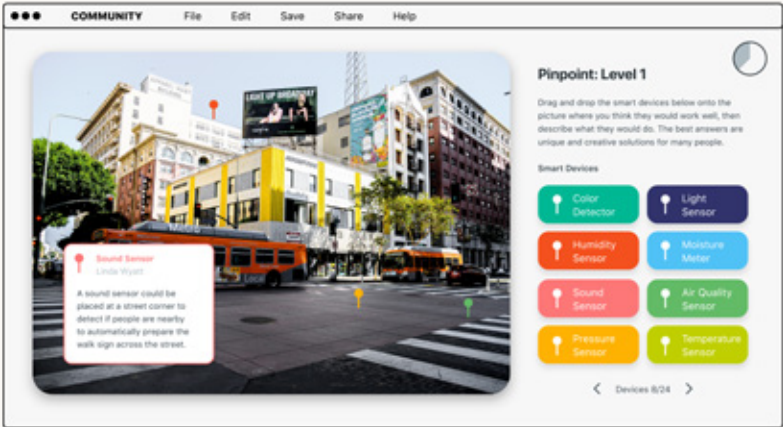 COMMUNITY File Edit Save Share Help
LIGHT UP BROADWAY
Metro
Local
Sound Sensor
Linda Wyatt
A sound sensor could be
placed at a street corner to
detect if people are nearby
to automatically prepare the
walk sign across the street.
Pinpoint: Level 1
Drag and drop the smart devices below onto the
picture where you think they would work well, then
describe what they would do. The best answers are
unique and creative solutions for many people.
Smart Devices
Color
Detector
Light
Sensor
Humidity
Sensor
Moisture
Meter
Sound
Sensor
Air Quality
Sensor
Pressure
Sensor
Temperature
Sensor
Devices 8/24